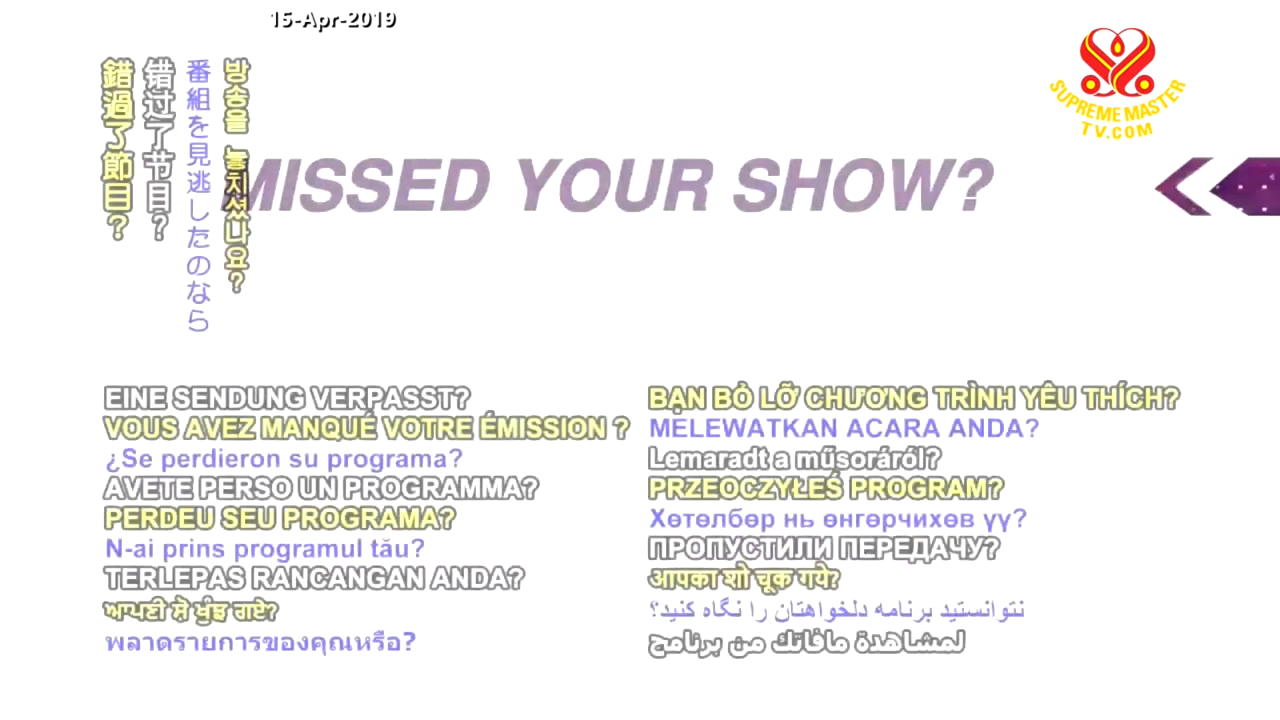 15-Apr-2019
SUPREME MASTER
TV.COM
錯過了節目?
错过了节目?
番組を見逃したのなら
방송을 놓치셨나요?
MISSED YOUR SHOW?
EINE SENDUNG VERPASST?
VOUS AVEZ MANQUÉ VOTRE ÉMISSION ?
¿Se perdieron su programa?
AVETE PERSO UN PROGRAMMA?
PERDEU SEU PROGRAMA?
N-ai prins programul tău?
TERLEPAS RANCANGAN ANDA?
ਆਪਣੀ ਸ਼ੋ ਖੁੰਝ ਗਏ?
พลาดรายการของคุณหรือ?
BẠN BỎ LỠ CHƯƠNG TRÌNH YÊU THÍCH?
MELEWATKAN ACARA ANDA?
Lemaradt a műsoráról?
PRZEOCZYŁEŚ PROGRAM?
Хөтөлбөр нь өнгөрчихөв үү?
ПРОПУСТИЛИ ПЕРЕДАЧУ?
आपका शो चूक गये?
نتوانستید برنامه دلخواهتان را نگاه کنید؟
لمشاهدة مافاتك من برنامج